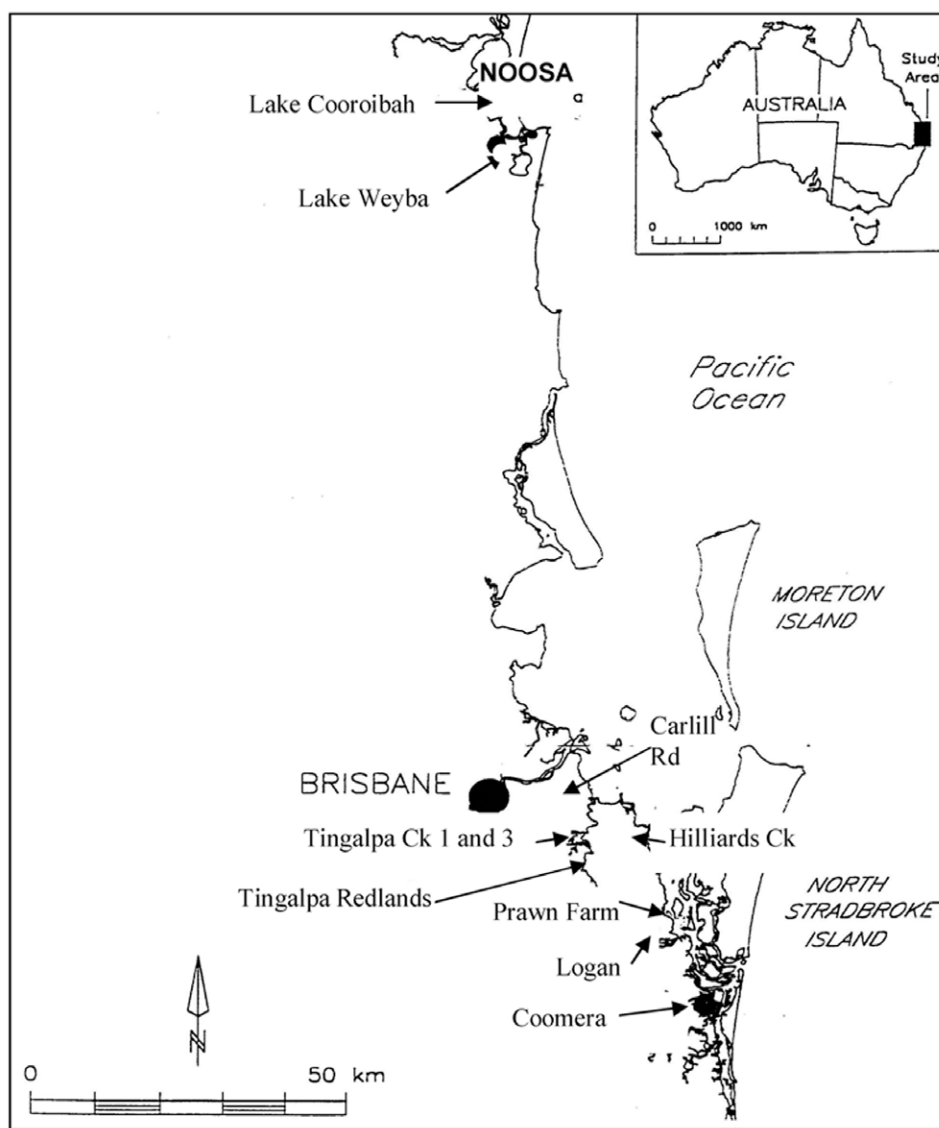 NOOSA
Lake Cooroibah
Lake Weyba
Study
Area
AUSTRALIA
0 1000 km
Pacific
Ocean
MORETON
ISLAND
Carlill
Rd
BRISBANE
Tingalpa Ck 1 and 3
Hilliards Ck
Tingalpa Redlands
NORTH
STRADBROKE
ISLAND
Prawn Farm
Logan
Coomera
N
0 50 km